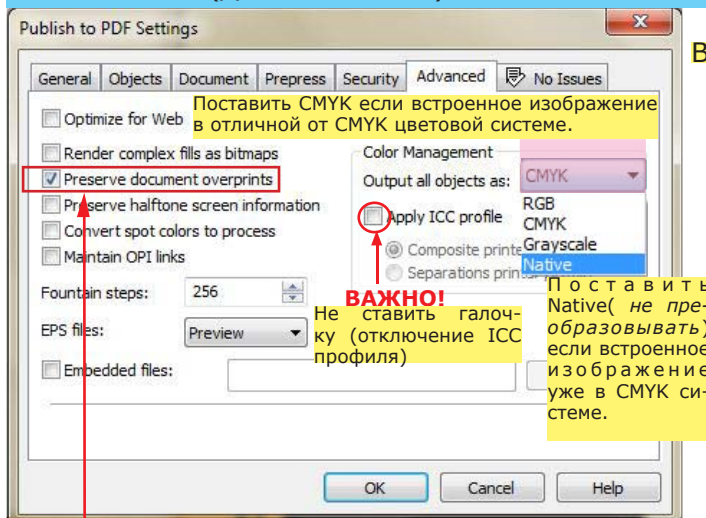 Publish to PDF Settings
В
General Objects Document Prepress Security Advanced No Issues
Поставить CMYK если встроенное изображение
в отличной от CMYK цветовой системе.
Optimize for Web
Render complex fills as bitmaps
Preserve document overprints
Preserve halftone screen information
Convert spot colors to process
Maintain OPI links
Fountain steps: 256
EPS files: Preview
Embedded files:
Color Management
Output all objects as: CMYK
RGB
CMYK
Grayscale
Native
Apply ICC profile
Composite printe
Separations prin
ВАЖНО!
Не ставить галоч-
ку (отключение ICC
профиля)
Поставить
Native( не пре-
образовывать)
если встроенное
изображение
уже в CMYK си-
стеме.
OK Cancel Help